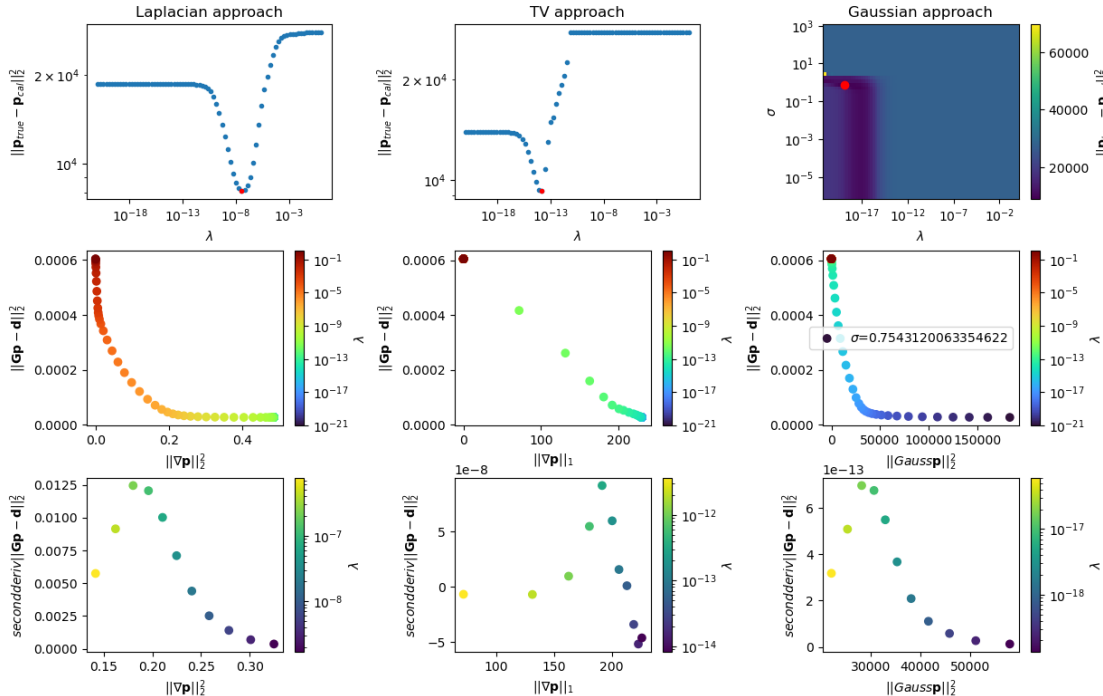 Laplacian approach
||p_true − p_cal||₂²
2 × 10⁴
10⁴
10⁻¹⁸ 10⁻¹³ 10⁻⁸ 10⁻³
λ
TV approach
||p_true − p_cal||₂²
2 × 10⁴
10⁴
10⁻¹⁸ 10⁻¹³ 10⁻⁸ 10⁻³
λ
Gaussian approach
σ
10³
10¹
10⁻¹
10⁻³
10⁻⁵
10⁻¹⁷ 10⁻¹² 10⁻⁷ 10⁻²
λ
60000
40000
20000
||Gp − d||₂²
0.0006
0.0004
0.0002
0.0000
0.0 0.2 0.4
||∇p||₂²
10⁻¹
10⁻⁵
10⁻⁹
10⁻¹³
10⁻¹⁷
10⁻²¹
λ
||Gp − d||₂²
0.0006
0.0004
0.0002
0.0000
0 100 200
||∇p||₁
10⁻¹
10⁻⁵
10⁻⁹
10⁻¹³
10⁻¹⁷
10⁻²¹
λ
||Gp − d||₂²
0.0006
0.0004
0.0002
0.0000
σ=0.7543120063354622
0 50000 100000 150000
||Gaussp||₂²
10⁻¹
10⁻⁵
10⁻⁹
10⁻¹³
10⁻¹⁷
10⁻²¹
λ
secondderiv||Gp − d||₂²
0.0125
0.0100
0.0075
0.0050
0.0025
0.0000
0.15 0.20 0.25 0.30
||∇p||₂²
10⁻⁷
10⁻⁸
λ
1e−8
secondderiv||Gp − d||₂²
5
0
−5
100 150 200
||∇p||₁
10⁻¹²
10⁻¹³
10⁻¹⁴
λ
1e−13
secondderiv||Gp − d||₂²
7
6
5
4
3
2
1
0
30000 40000 50000
||Gaussp||₂²
10⁻¹⁷
10⁻¹⁸
λ